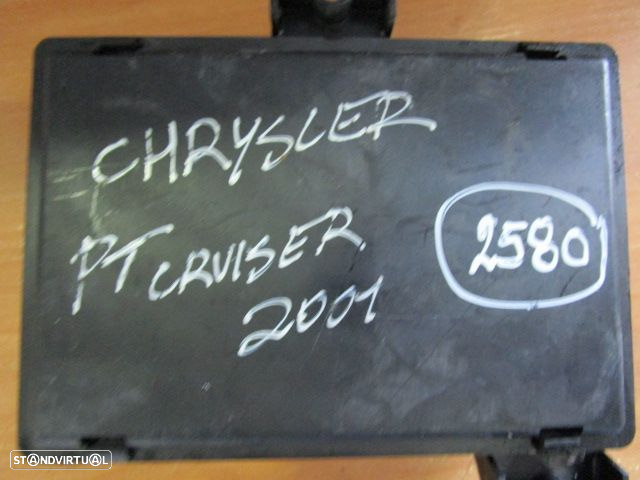 CHRYSLER
PT CRUISER
2001
2580
STANDVIRTUAL